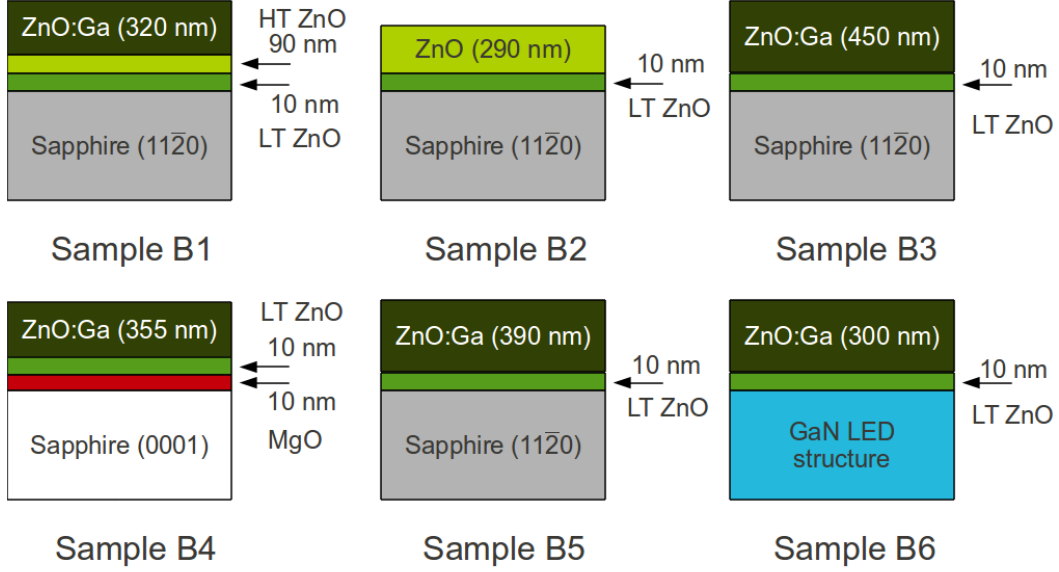 ZnO:Ga (320 nm)
HT ZnO
90 nm
10 nm
LT ZnO
Sapphire (112̅0)
Sample B1
ZnO (290 nm)
10 nm
LT ZnO
Sapphire (112̅0)
Sample B2
ZnO:Ga (450 nm)
10 nm
LT ZnO
Sapphire (112̅0)
Sample B3
ZnO:Ga (355 nm)
LT ZnO
10 nm
10 nm
MgO
Sapphire (0001)
Sample B4
ZnO:Ga (390 nm)
10 nm
LT ZnO
Sapphire (112̅0)
Sample B5
ZnO:Ga (300 nm)
10 nm
LT ZnO
GaN LED
structure
Sample B6